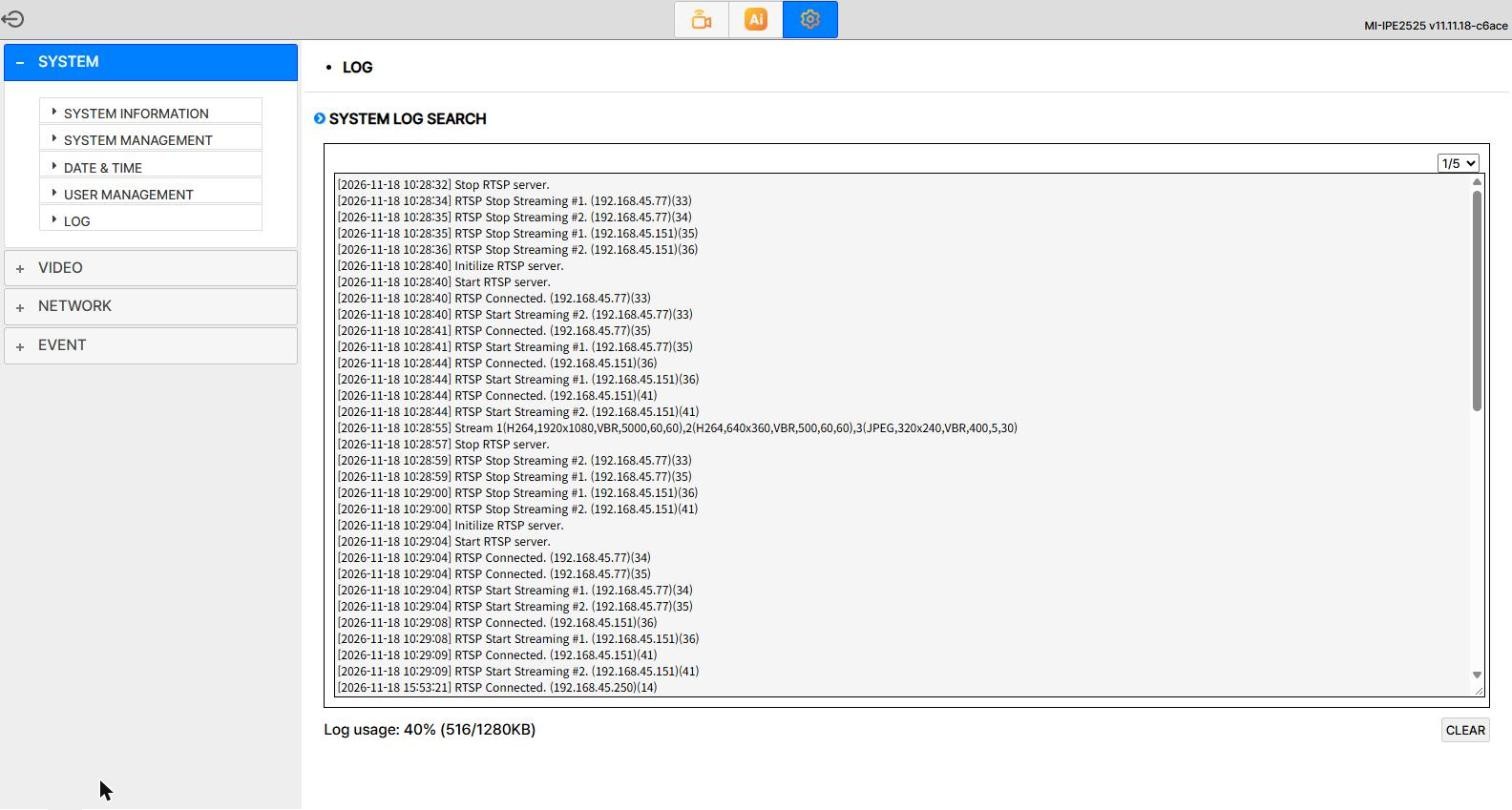 Ai
MI-IPE2525 v11.11.18-c6ace
− SYSTEM
SYSTEM INFORMATION
SYSTEM MANAGEMENT
DATE & TIME
USER MANAGEMENT
LOG
+ VIDEO
+ NETWORK
+ EVENT
• LOG
SYSTEM LOG SEARCH
1/5
[2026-11-18 10:28:32] Stop RTSP server.
[2026-11-18 10:28:34] RTSP Stop Streaming #1. (192.168.45.77)(33)
[2026-11-18 10:28:35] RTSP Stop Streaming #2. (192.168.45.77)(34)
[2026-11-18 10:28:35] RTSP Stop Streaming #1. (192.168.45.151)(35)
[2026-11-18 10:28:36] RTSP Stop Streaming #2. (192.168.45.151)(36)
[2026-11-18 10:28:40] Initilize RTSP server.
[2026-11-18 10:28:40] Start RTSP server.
[2026-11-18 10:28:40] RTSP Connected. (192.168.45.77)(33)
[2026-11-18 10:28:40] RTSP Start Streaming #2. (192.168.45.77)(33)
[2026-11-18 10:28:41] RTSP Connected. (192.168.45.77)(35)
[2026-11-18 10:28:41] RTSP Start Streaming #1. (192.168.45.77)(35)
[2026-11-18 10:28:44] RTSP Connected. (192.168.45.151)(36)
[2026-11-18 10:28:44] RTSP Start Streaming #1. (192.168.45.151)(36)
[2026-11-18 10:28:44] RTSP Connected. (192.168.45.151)(41)
[2026-11-18 10:28:44] RTSP Start Streaming #2. (192.168.45.151)(41)
[2026-11-18 10:28:55] Stream 1(H264,1920x1080,VBR,5000,60,60),2(H264,640x360,VBR,500,60,60),3(JPEG,320x240,VBR,400,5,30)
[2026-11-18 10:28:57] Stop RTSP server.
[2026-11-18 10:28:59] RTSP Stop Streaming #2. (192.168.45.77)(33)
[2026-11-18 10:28:59] RTSP Stop Streaming #1. (192.168.45.77)(35)
[2026-11-18 10:29:00] RTSP Stop Streaming #1. (192.168.45.151)(36)
[2026-11-18 10:29:00] RTSP Stop Streaming #2. (192.168.45.151)(41)
[2026-11-18 10:29:04] Initilize RTSP server.
[2026-11-18 10:29:04] Start RTSP server.
[2026-11-18 10:29:04] RTSP Connected. (192.168.45.77)(34)
[2026-11-18 10:29:04] RTSP Connected. (192.168.45.77)(35)
[2026-11-18 10:29:04] RTSP Start Streaming #1. (192.168.45.77)(34)
[2026-11-18 10:29:04] RTSP Start Streaming #2. (192.168.45.77)(35)
[2026-11-18 10:29:08] RTSP Connected. (192.168.45.151)(36)
[2026-11-18 10:29:08] RTSP Start Streaming #1. (192.168.45.151)(36)
[2026-11-18 10:29:09] RTSP Connected. (192.168.45.151)(41)
[2026-11-18 10:29:09] RTSP Start Streaming #2. (192.168.45.151)(41)
[2026-11-18 15:53:21] RTSP Connected. (192.168.45.250)(14)
Log usage: 40% (516/1280KB)
CLEAR